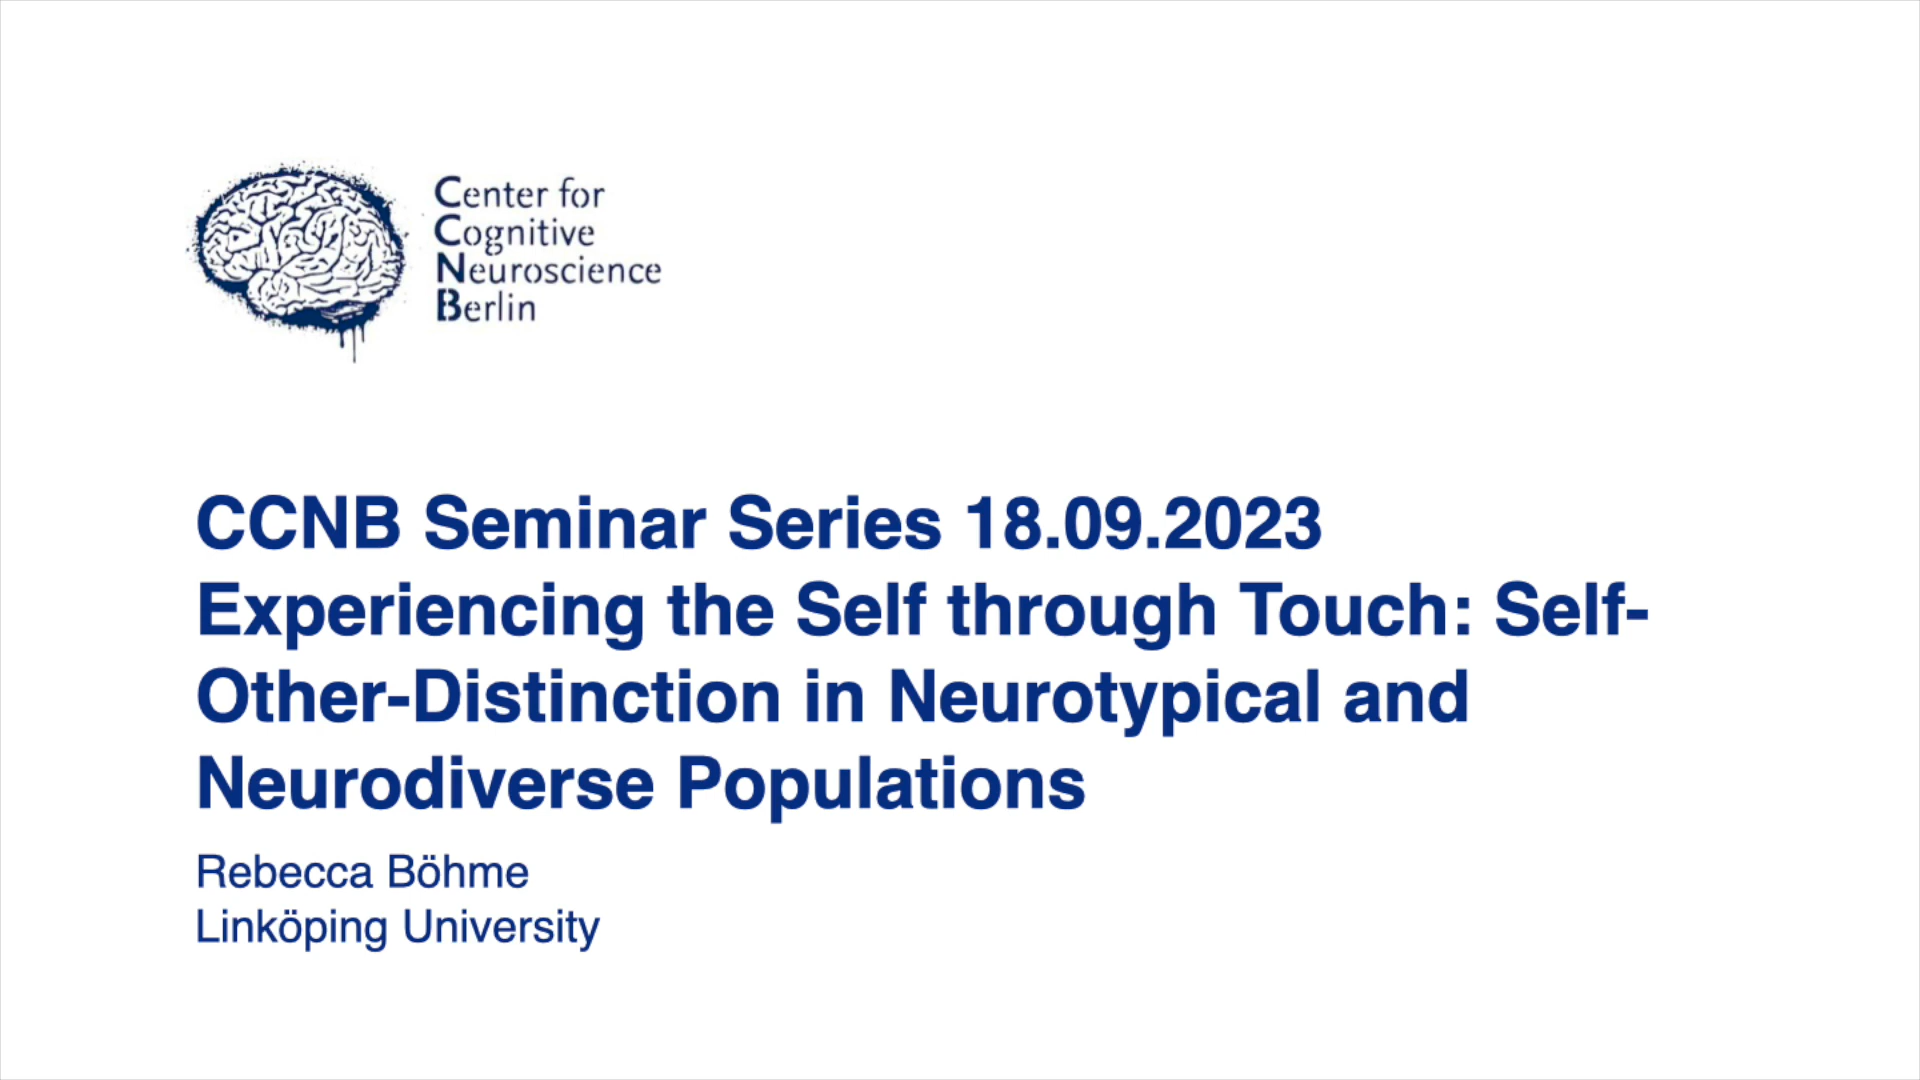 Center for
Cognitive
Neuroscience
Berlin
CCNB Seminar Series 18.09.2023
Experiencing the Self through Touch: Self-
Other-Distinction in Neurotypical and
Neurodiverse Populations
Rebecca Böhme
Linköping University